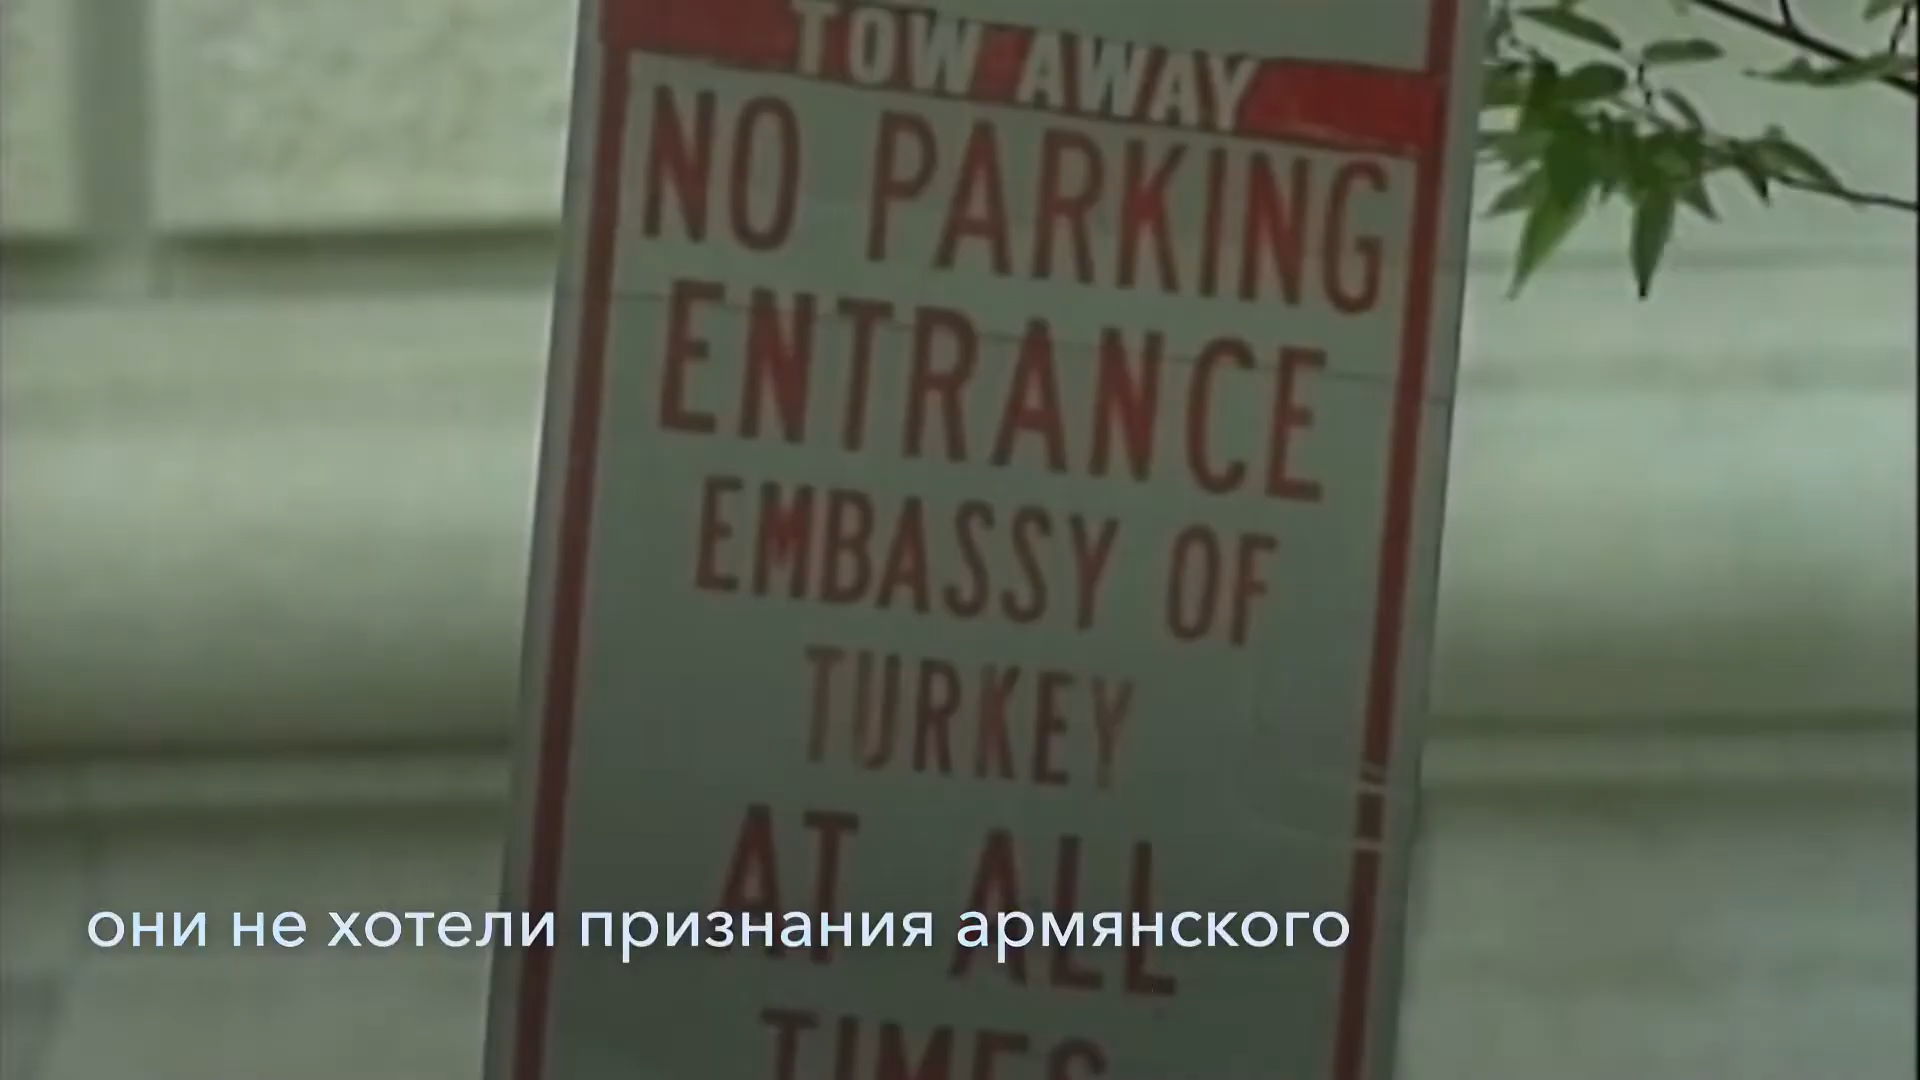 TOW AWAY
NO PARKING
ENTRANCE
EMBASSY OF
TURKEY
AT ALL
они не хотели признания армянского
TIMES